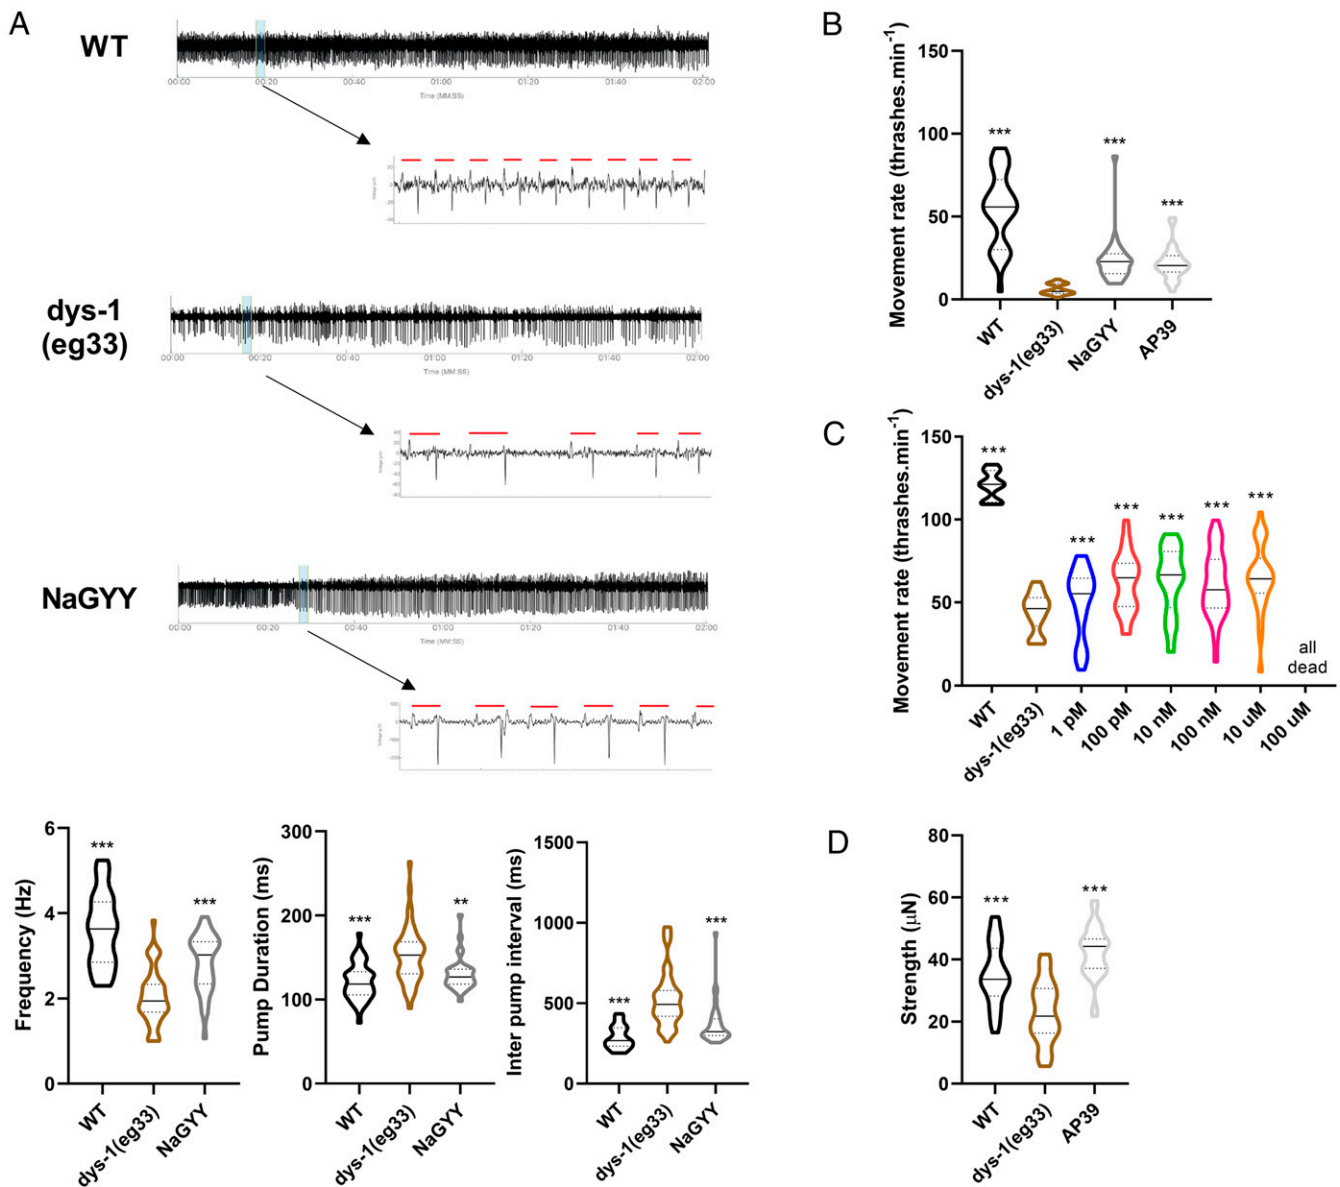 A
WT
00:00 00:20 00:40 01:00 01:20 01:40 02:00
Time (MM:SS)
dys-1
(eg33)
00:00 00:20 00:40 01:00 01:20 01:40 02:00
Time (MM:SS)
NaGYY
00:00 00:20 00:40 01:00 01:20 01:40 02:00
Time (MM:SS)
Frequency (Hz)
6
4
2
0
***
***
WT
dys-1(eg33)
NaGYY
Pump Duration (ms)
300
200
100
0
***
**
WT
dys-1(eg33)
NaGYY
Inter pump interval (ms)
1500
1000
500
0
***
***
WT
dys-1(eg33)
NaGYY
B
Movement rate (thrashes.min⁻¹)
150
100
50
0
***
***
***
WT
dys-1(eg33)
NaGYY
AP39
C
Movement rate (thrashes.min⁻¹)
150
100
50
0
***
***
***
***
***
***
all
dead
WT
dys-1(eg33)
1 pM
100 pM
10 nM
100 nM
10 uM
100 uM
D
Strength (µN)
80
60
40
20
0
***
***
WT
dys-1(eg33)
AP39